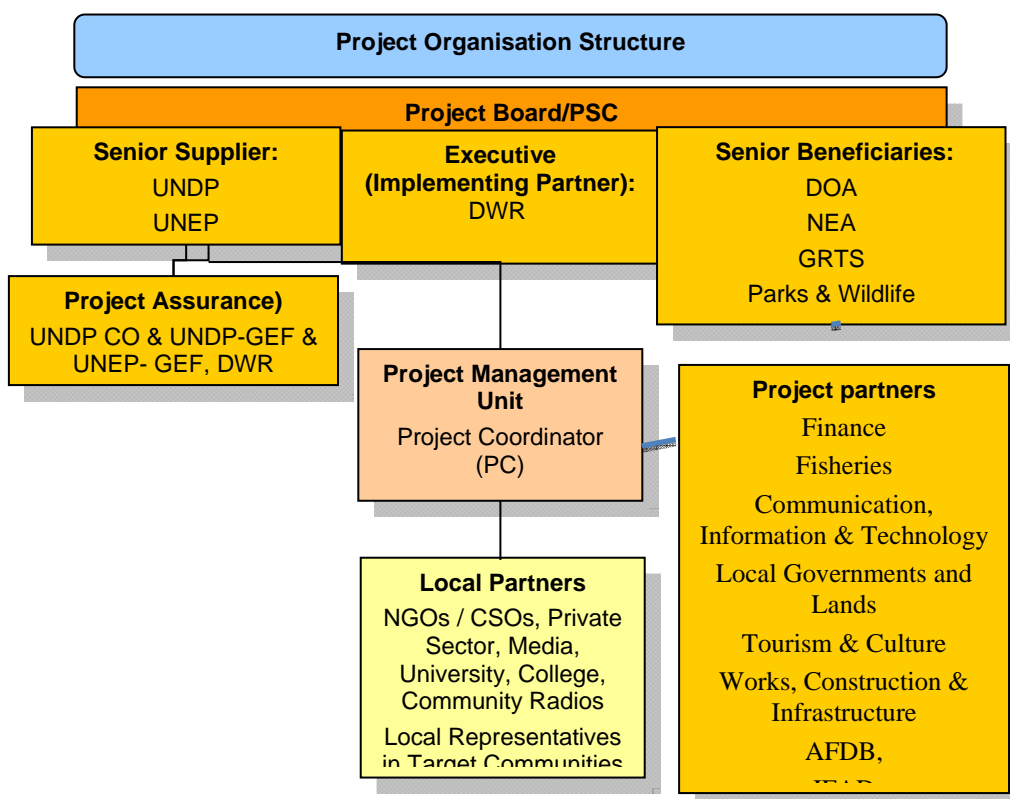 Project Organisation Structure
Project Board/PSC
Senior Supplier:
UNDP
UNEP
Executive
(Implementing Partner):
DWR
Senior Beneficiaries:
DOA
NEA
GRTS
Parks & Wildlife
Project Assurance)
UNDP CO & UNDP-GEF &
UNEP- GEF, DWR
Project Management
Unit
Project Coordinator
(PC)
Project partners
Finance
Fisheries
Communication,
Information & Technology
Local Governments and
Lands
Tourism & Culture
Works, Construction &
Infrastructure
AFDB,
Local Partners
NGOs / CSOs, Private
Sector, Media,
University, College,
Community Radios
Local Representatives
in Target Communities